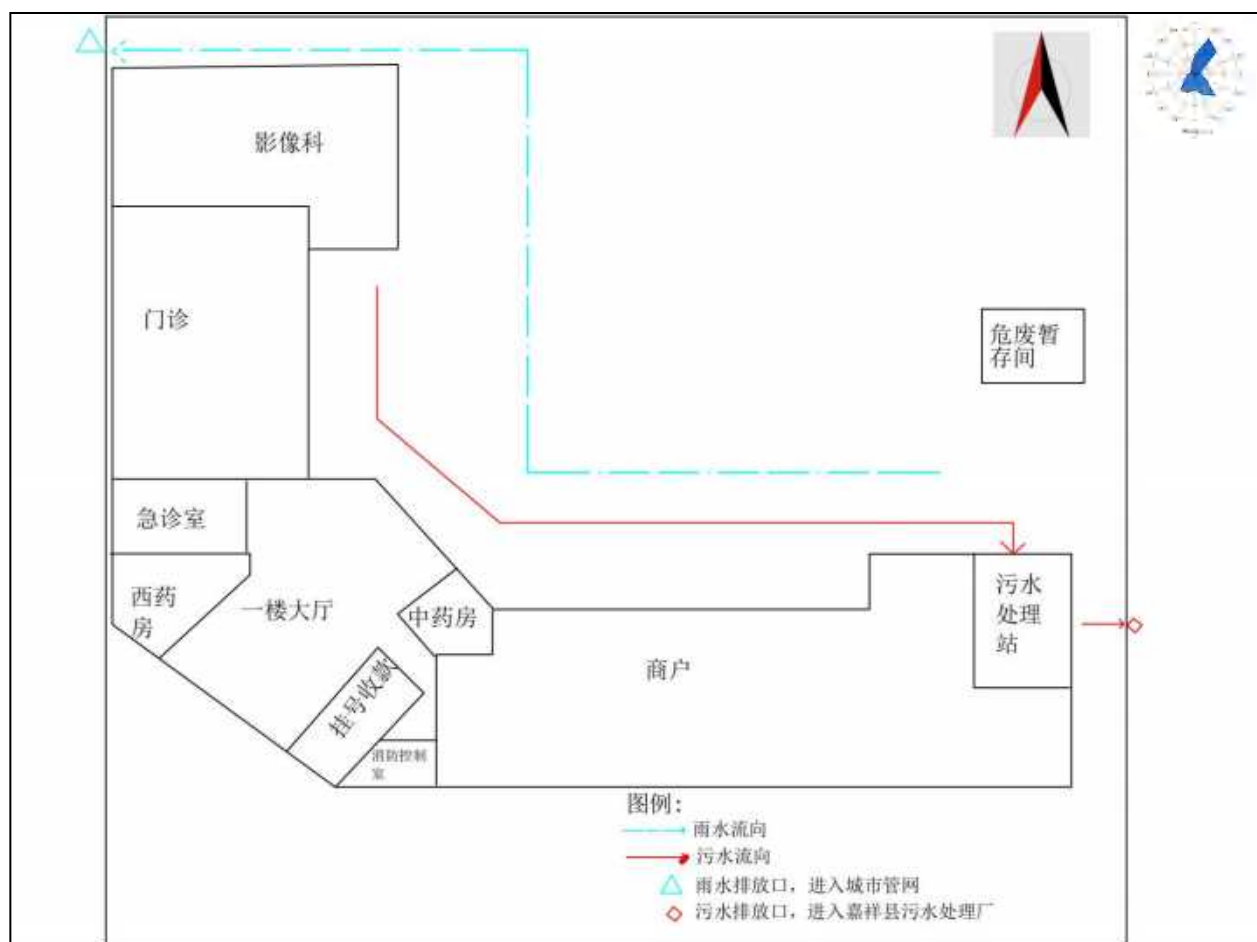 影像科
门诊
危废暂
存间
急诊室
西药
房
一楼大厅
中药房
污水
处理
站
商户
挂号收款
消防控制
室
图例：
雨水流向
污水流向
雨水排放口，进入城市管网
污水排放口，进入嘉祥县污水处理厂